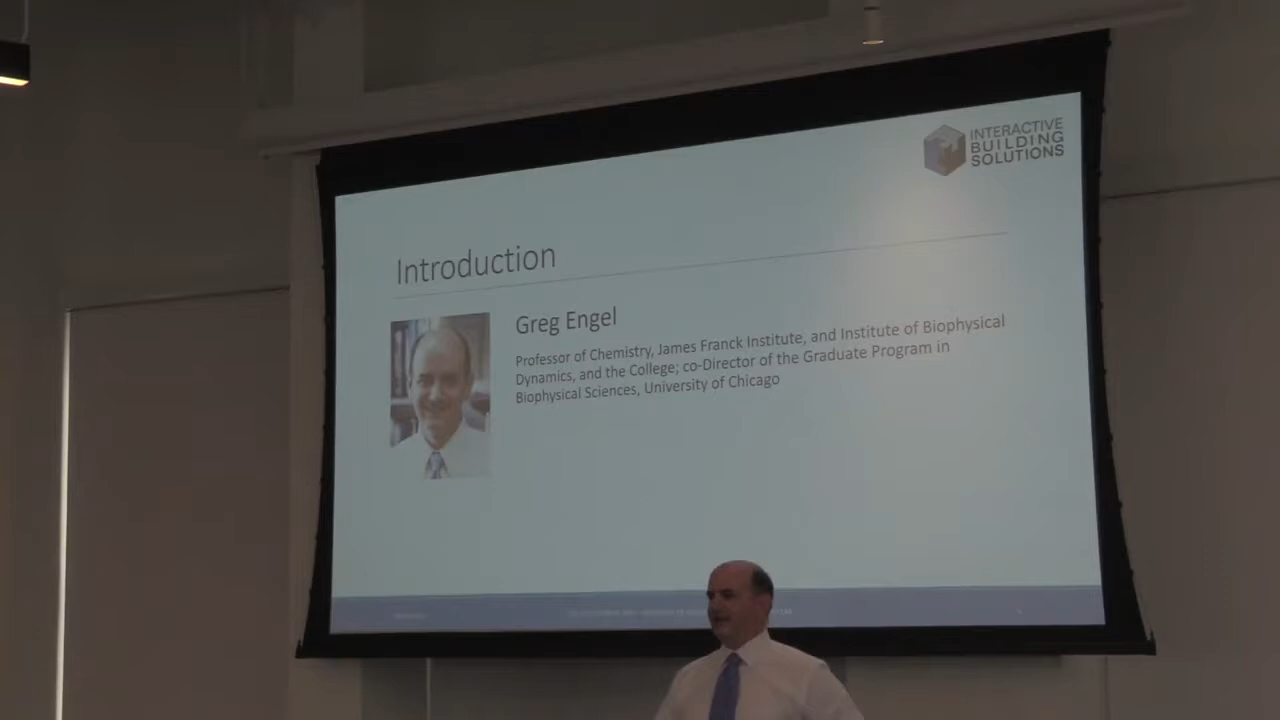 INTERACTIVE
BUILDING
SOLUTIONS
Introduction
Greg Engel
Professor of Chemistry, James Franck Institute, and Institute of Biophysical
Dynamics, and the College; co-Director of the Graduate Program in
Biophysical Sciences, University of Chicago